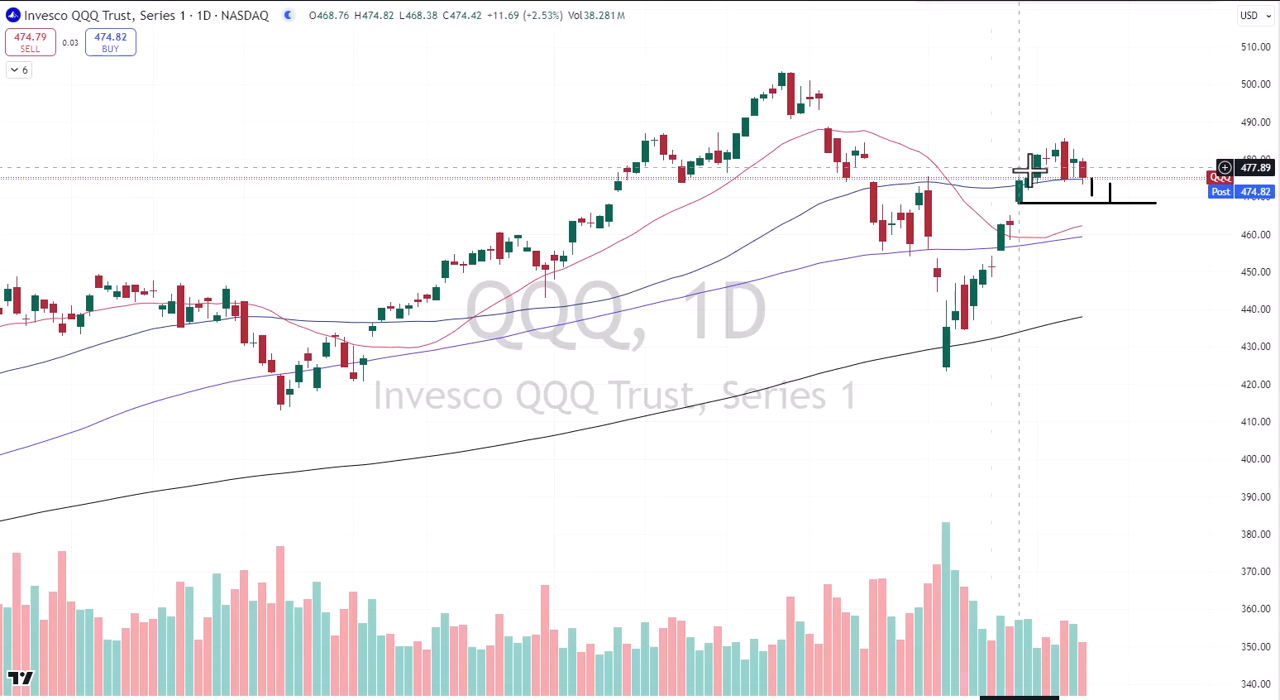 Invesco QQQ Trust, Series 1 · 1D · NASDAQ O468.76 H474.82 L468.38 C474.42 +11.69 (+2.53%) Vol38.281M
USD
474.79 0.03 474.82
SELL BUY
6
510.00
500.00
490.00
477.89
QQQ
Post 474.82
460.00
450.00
440.00
430.00
420.00
410.00
400.00
390.00
380.00
370.00
360.00
350.00
340.00
QQQ, 1D
Invesco QQQ Trust, Series 1